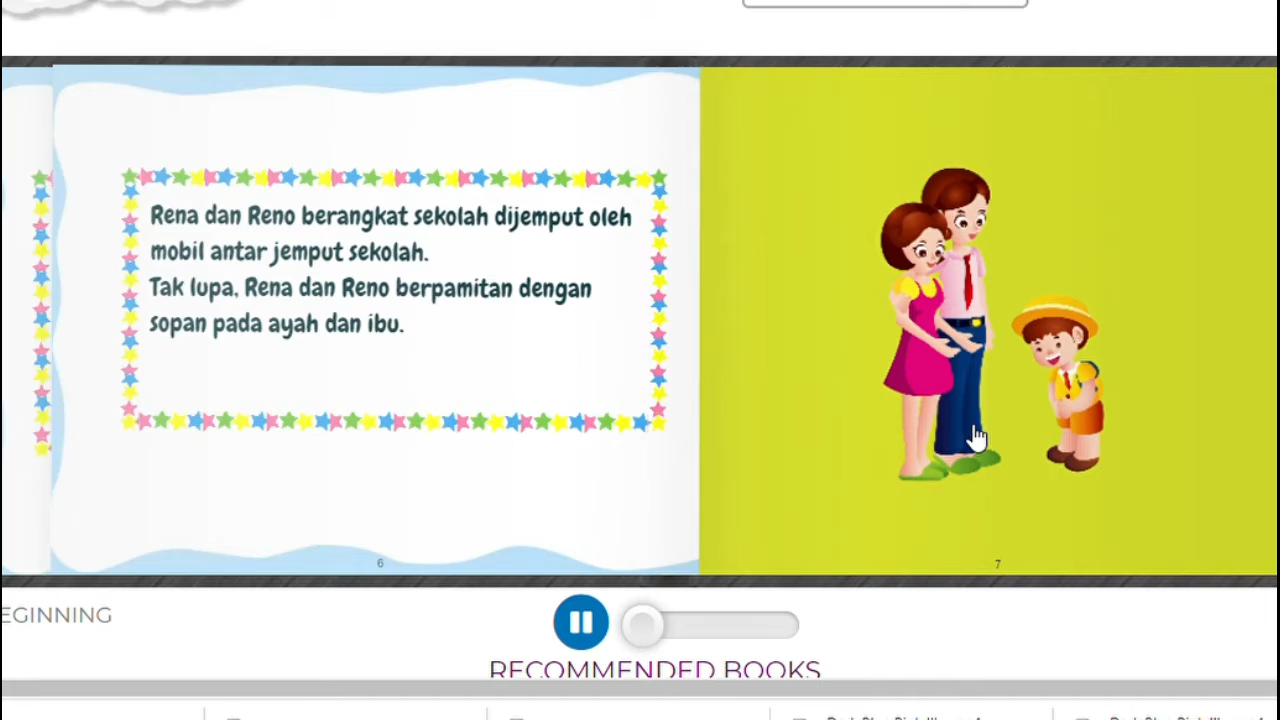 Rena dan Reno berangkat sekolah dijemput oleh
mobil antar jemput sekolah.
Tak lupa, Rena dan Reno berpamitan dengan
sopan pada ayah dan ibu.
6
7
EGINNING
RECOMMENDED BOOKS